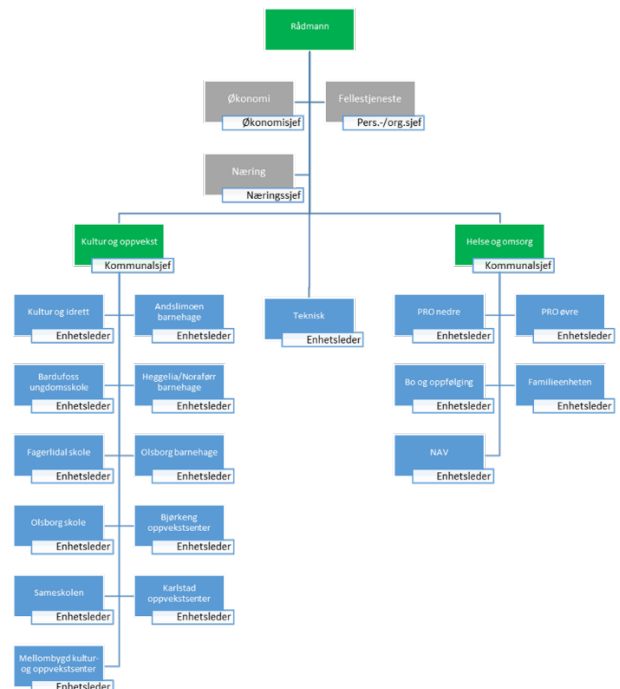 Rådmann
Økonomi
Økonomisjef
Fellestjeneste
Pers.-/org.sjef
Næring
Næringssjef
Kultur og oppvekst
Kommunalsjef
Helse og omsorg
Kommunalsjef
Teknisk
Enhetsleder
Kultur og idrett
Enhetsleder
Andslimoen
barnehage
Enhetsleder
Bardufoss
ungdomsskole
Enhetsleder
Heggelia/Noraførr
barnehage
Enhetsleder
Fagerlidal skole
Enhetsleder
Olsborg barnehage
Enhetsleder
Olsborg skole
Enhetsleder
Bjørkeng
oppvekstsenter
Enhetsleder
Sameskolen
Enhetsleder
Karlstad
oppvekstsenter
Enhetsleder
Mellombygd kultur-
og oppvekstsenter
Enhetsleder
PRO nedre
Enhetsleder
PRO øvre
Enhetsleder
Bo og oppfølging
Enhetsleder
Familieenheten
Enhetsleder
NAV
Enhetsleder